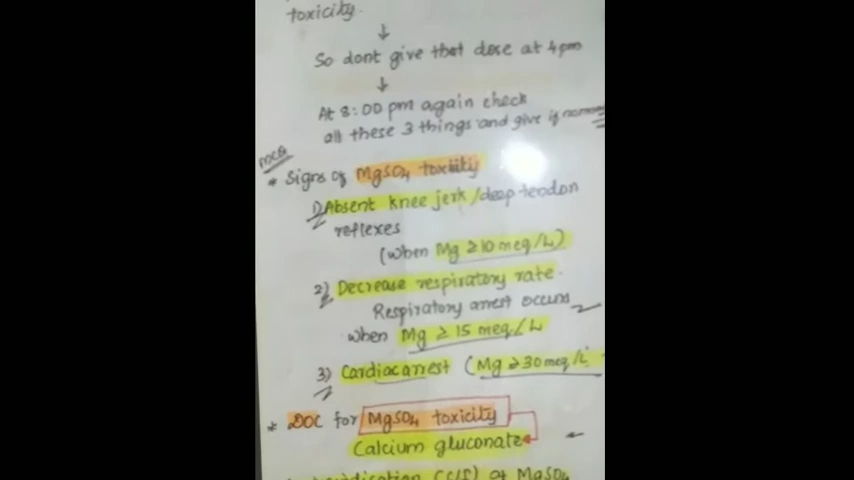 toxicity.
↓
So dont give that dose at 4pm
↓
At 8:00 pm again check
all these 3 things and give if
MCQ
* Signs of MgSO4 toxicity
1) Absent knee jerk/deep tendon
reflexes
(when Mg ≥10 meq/L)
2) Decrease respiratory rate.
Respiratory arrest occurs
when Mg ≥ 15 meq/L
3) Cardiac arrest (Mg ≥30 meq/L
* DOC for MgSO4 toxicity
Calcium gluconate
(C/I) of MgSO4